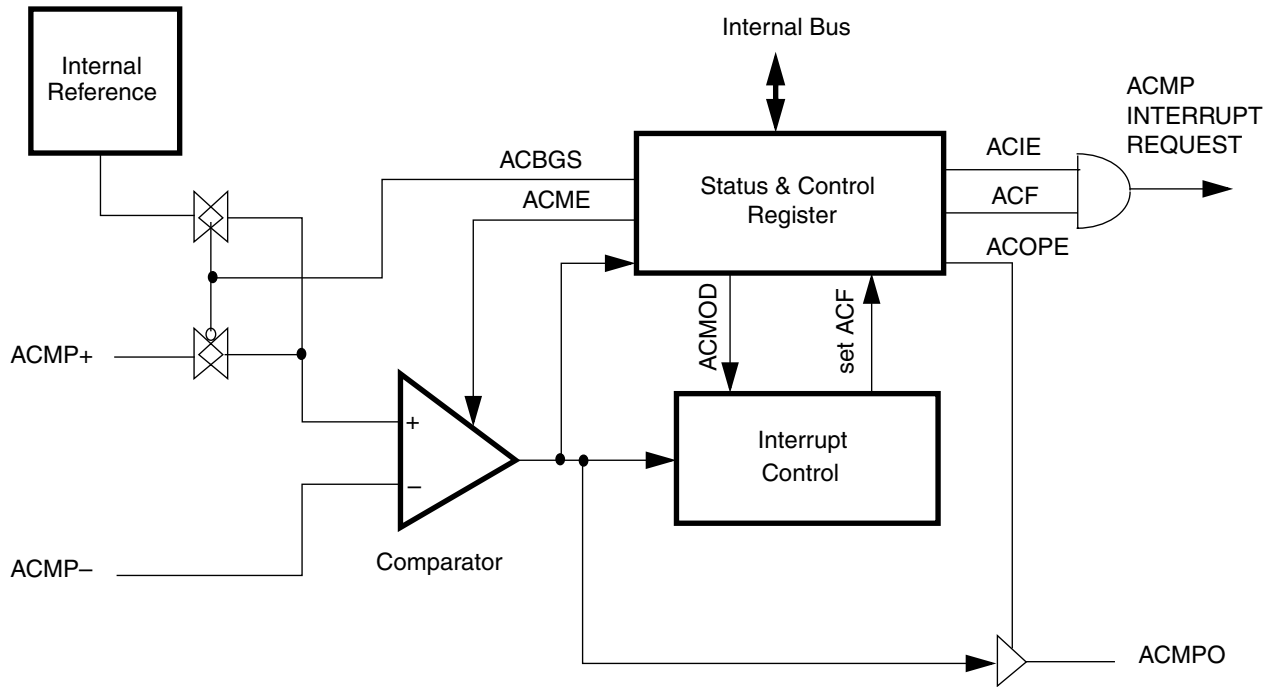 Internal
Reference
Internal Bus
ACMP
INTERRUPT
REQUEST
ACBGS
ACME
Status & Control
Register
ACIE
ACF
ACOPE
ACMOD
set ACF
ACMP+
+
–
Comparator
Interrupt
Control
ACMP–
ACMPO